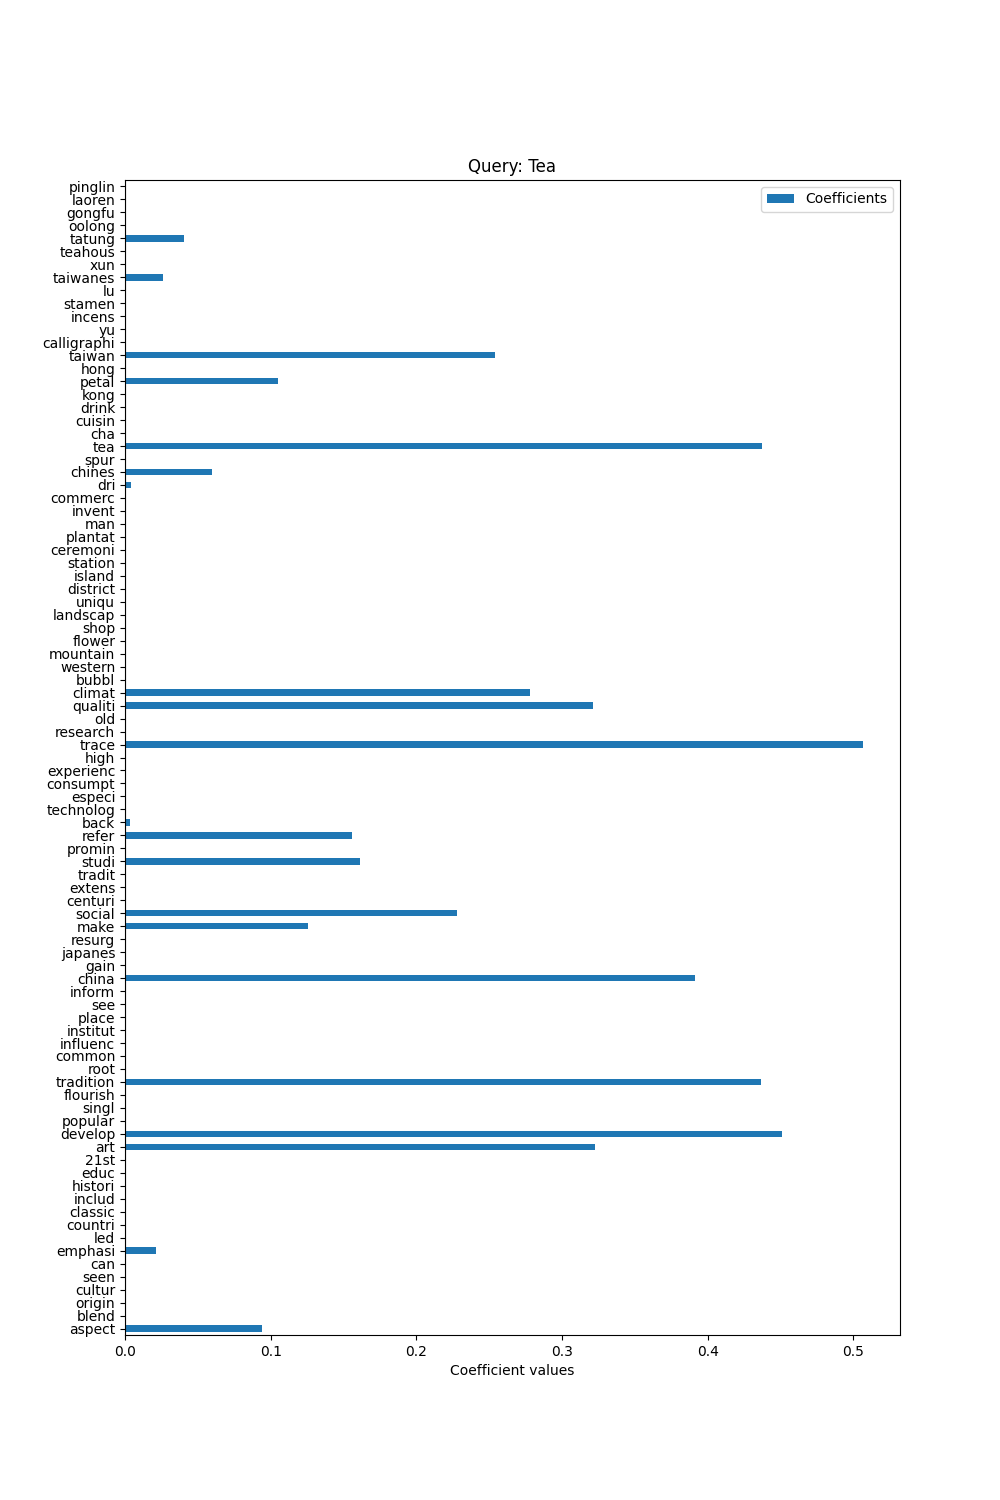 Query: Tea
Coefficients
pinglin
laoren
gongfu
oolong
tatung
teahous
xun
taiwanes
lu
stamen
incens
yu
calligraphi
taiwan
hong
petal
kong
drink
cuisin
cha
tea
spur
chines
dri
commerc
invent
man
plantat
ceremoni
station
island
district
uniqu
landscap
shop
flower
mountain
western
bubbl
climat
qualiti
old
research
trace
high
experienc
consumpt
especi
technolog
back
refer
promin
studi
tradit
extens
centuri
social
make
resurg
japanes
gain
china
inform
see
place
institut
influenc
common
root
tradition
flourish
singl
popular
develop
art
21st
educ
histori
includ
classic
countri
led
emphasi
can
seen
cultur
origin
blend
aspect
0.0 0.1 0.2 0.3 0.4 0.5
Coefficient values